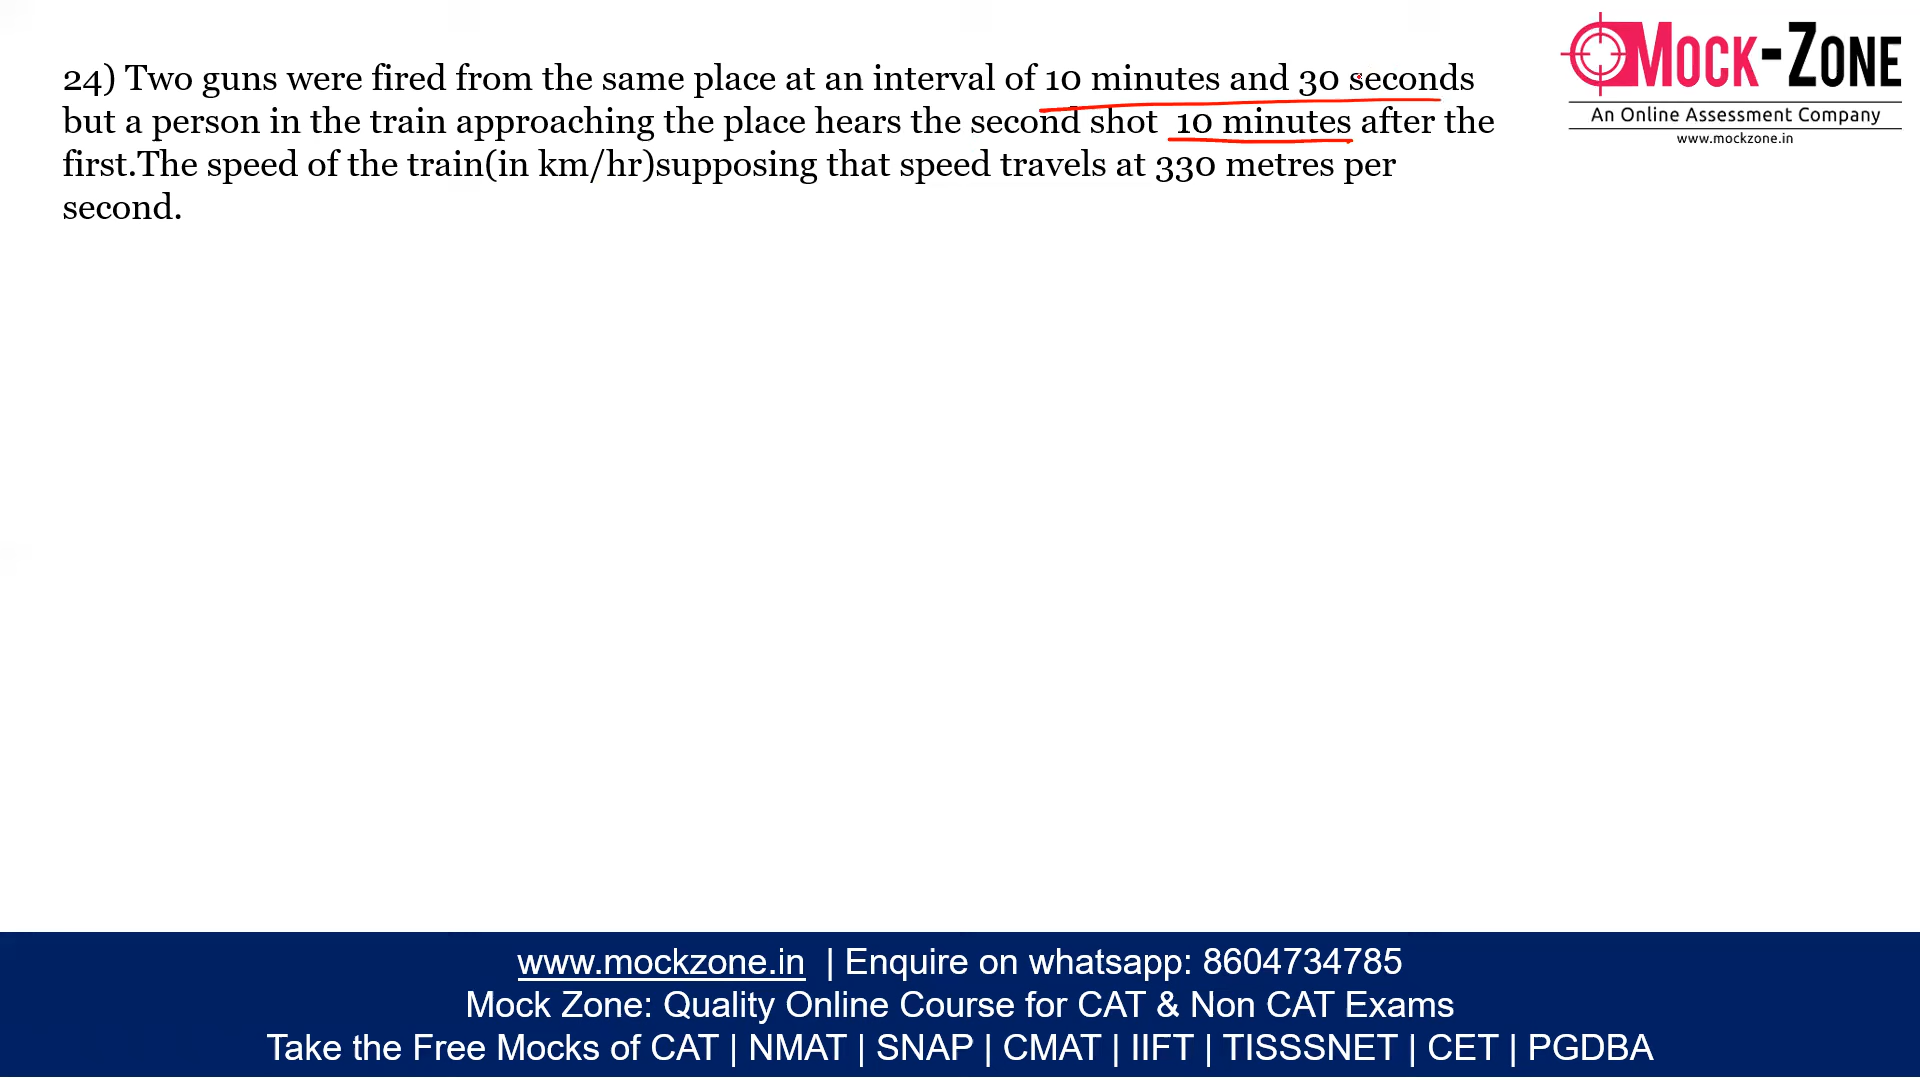 24) Two guns were fired from the same place at an interval of 10 minutes and 30 seconds
but a person in the train approaching the place hears the second shot 10 minutes after the
first.The speed of the train(in km/hr)supposing that speed travels at 330 metres per
second.
MOCK-ZONE
An Online Assessment Company
www.mockzone.in
www.mockzone.in | Enquire on whatsapp: 8604734785
Mock Zone: Quality Online Course for CAT & Non CAT Exams
Take the Free Mocks of CAT | NMAT | SNAP | CMAT | IIFT | TISSSNET | CET | PGDBA